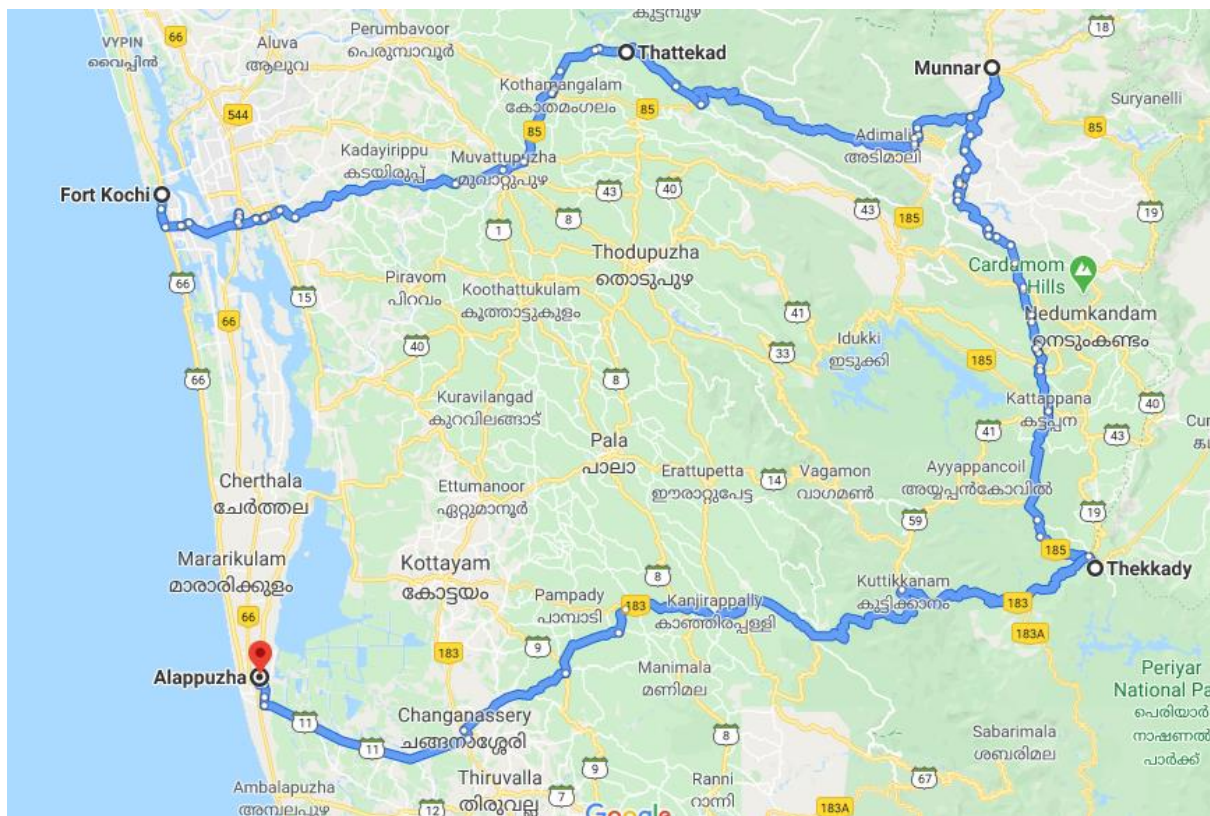 കുട്ടമ്പുഴ
66
VYPIN
വൈപ്പിൻ
Aluva
ആലുവ
Perumbavoor
പെരുമ്പാവൂർ
Thattekad
Munnar
18
Kothamangalam
കോതമംഗലം
Suryanelli
544
85
85
85
Kadayirippu
കടയിരുപ്പ്
Muvattupuzha
മൂവാറ്റുപുഴ
Adimali
അടിമാലി
Fort Kochi
43
40
43
185
19
8
1
Thodupuzha
തൊടുപുഴ
66
15
Piravom
പിറവം
Koothattukulam
കൂത്താട്ടുകുളം
Cardamom
Hills
66
41
Nedumkandam
നെടുംകണ്ടം
40
33
Idukki
ഇടുക്കി
185
66
8
Kuravilangad
കുറവിലങ്ങാട്
Kattappana
കട്ടപ്പന
40
41
43
Pala
പാലാ
Cherthala
ചേർത്തല
Ettumanoor
ഏറ്റുമാനൂർ
Erattupetta
ഈരാറ്റുപേട്ട
14
Vagamon
വാഗമൺ
Ayyappancoil
അയ്യപ്പൻകോവിൽ
59
19
Mararikulam
മാരാരിക്കുളം
Kottayam
കോട്ടയം
185
Thekkady
8
Kuttikkanam
കുട്ടിക്കാനം
66
Pampady
പാമ്പാടി
183
Kanjirappally
കാഞ്ഞിരപ്പള്ളി
183
183A
183
9
Alappuzha
Manimala
മണിമല
Periyar
National Pa
പെരിയാർ
നാഷണൽ
പാർക്ക്
11
11
Changanassery
ചങ്ങനാശ്ശേരി
8
Sabarimala
ശബരിമല
Ambalapuzha
അമ്പലപ്പുഴ
Thiruvalla
തിരുവല്ല
9
Ranni
റാന്നി
67
12
7
Google
183A